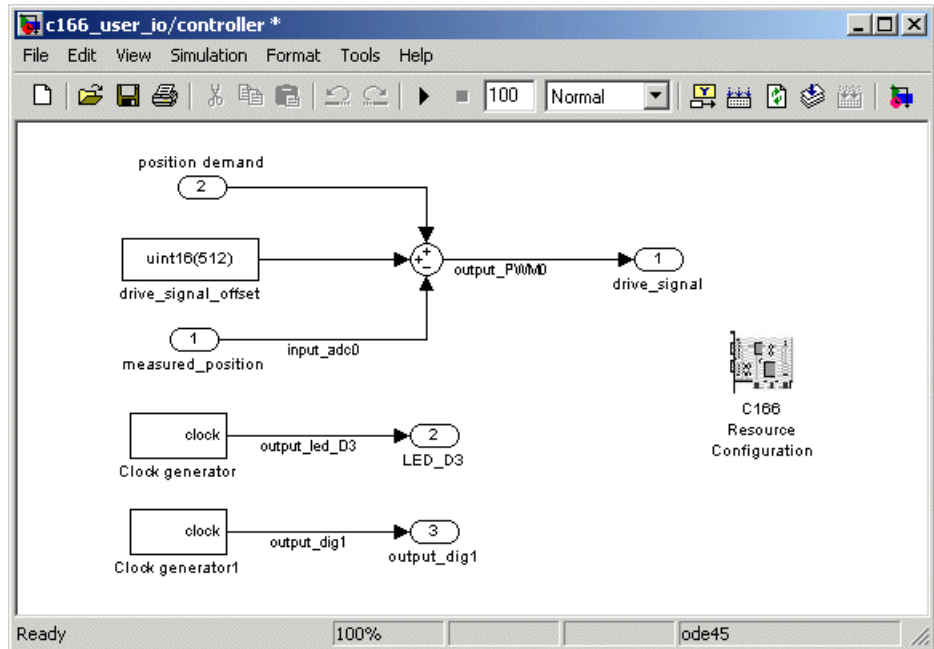 c166_user_io/controller *
File Edit View Simulation Format Tools Help
100 Normal
position demand
2
uint16(512)
drive_signal_offset
+
+
−
output_PWM0
1
drive_signal
1
measured_position
input_adc0
C166
Resource
Configuration
clock
Clock generator
output_led_D3
2
LED_D3
clock
Clock generator1
output_dig1
3
output_dig1
Ready 100% ode45